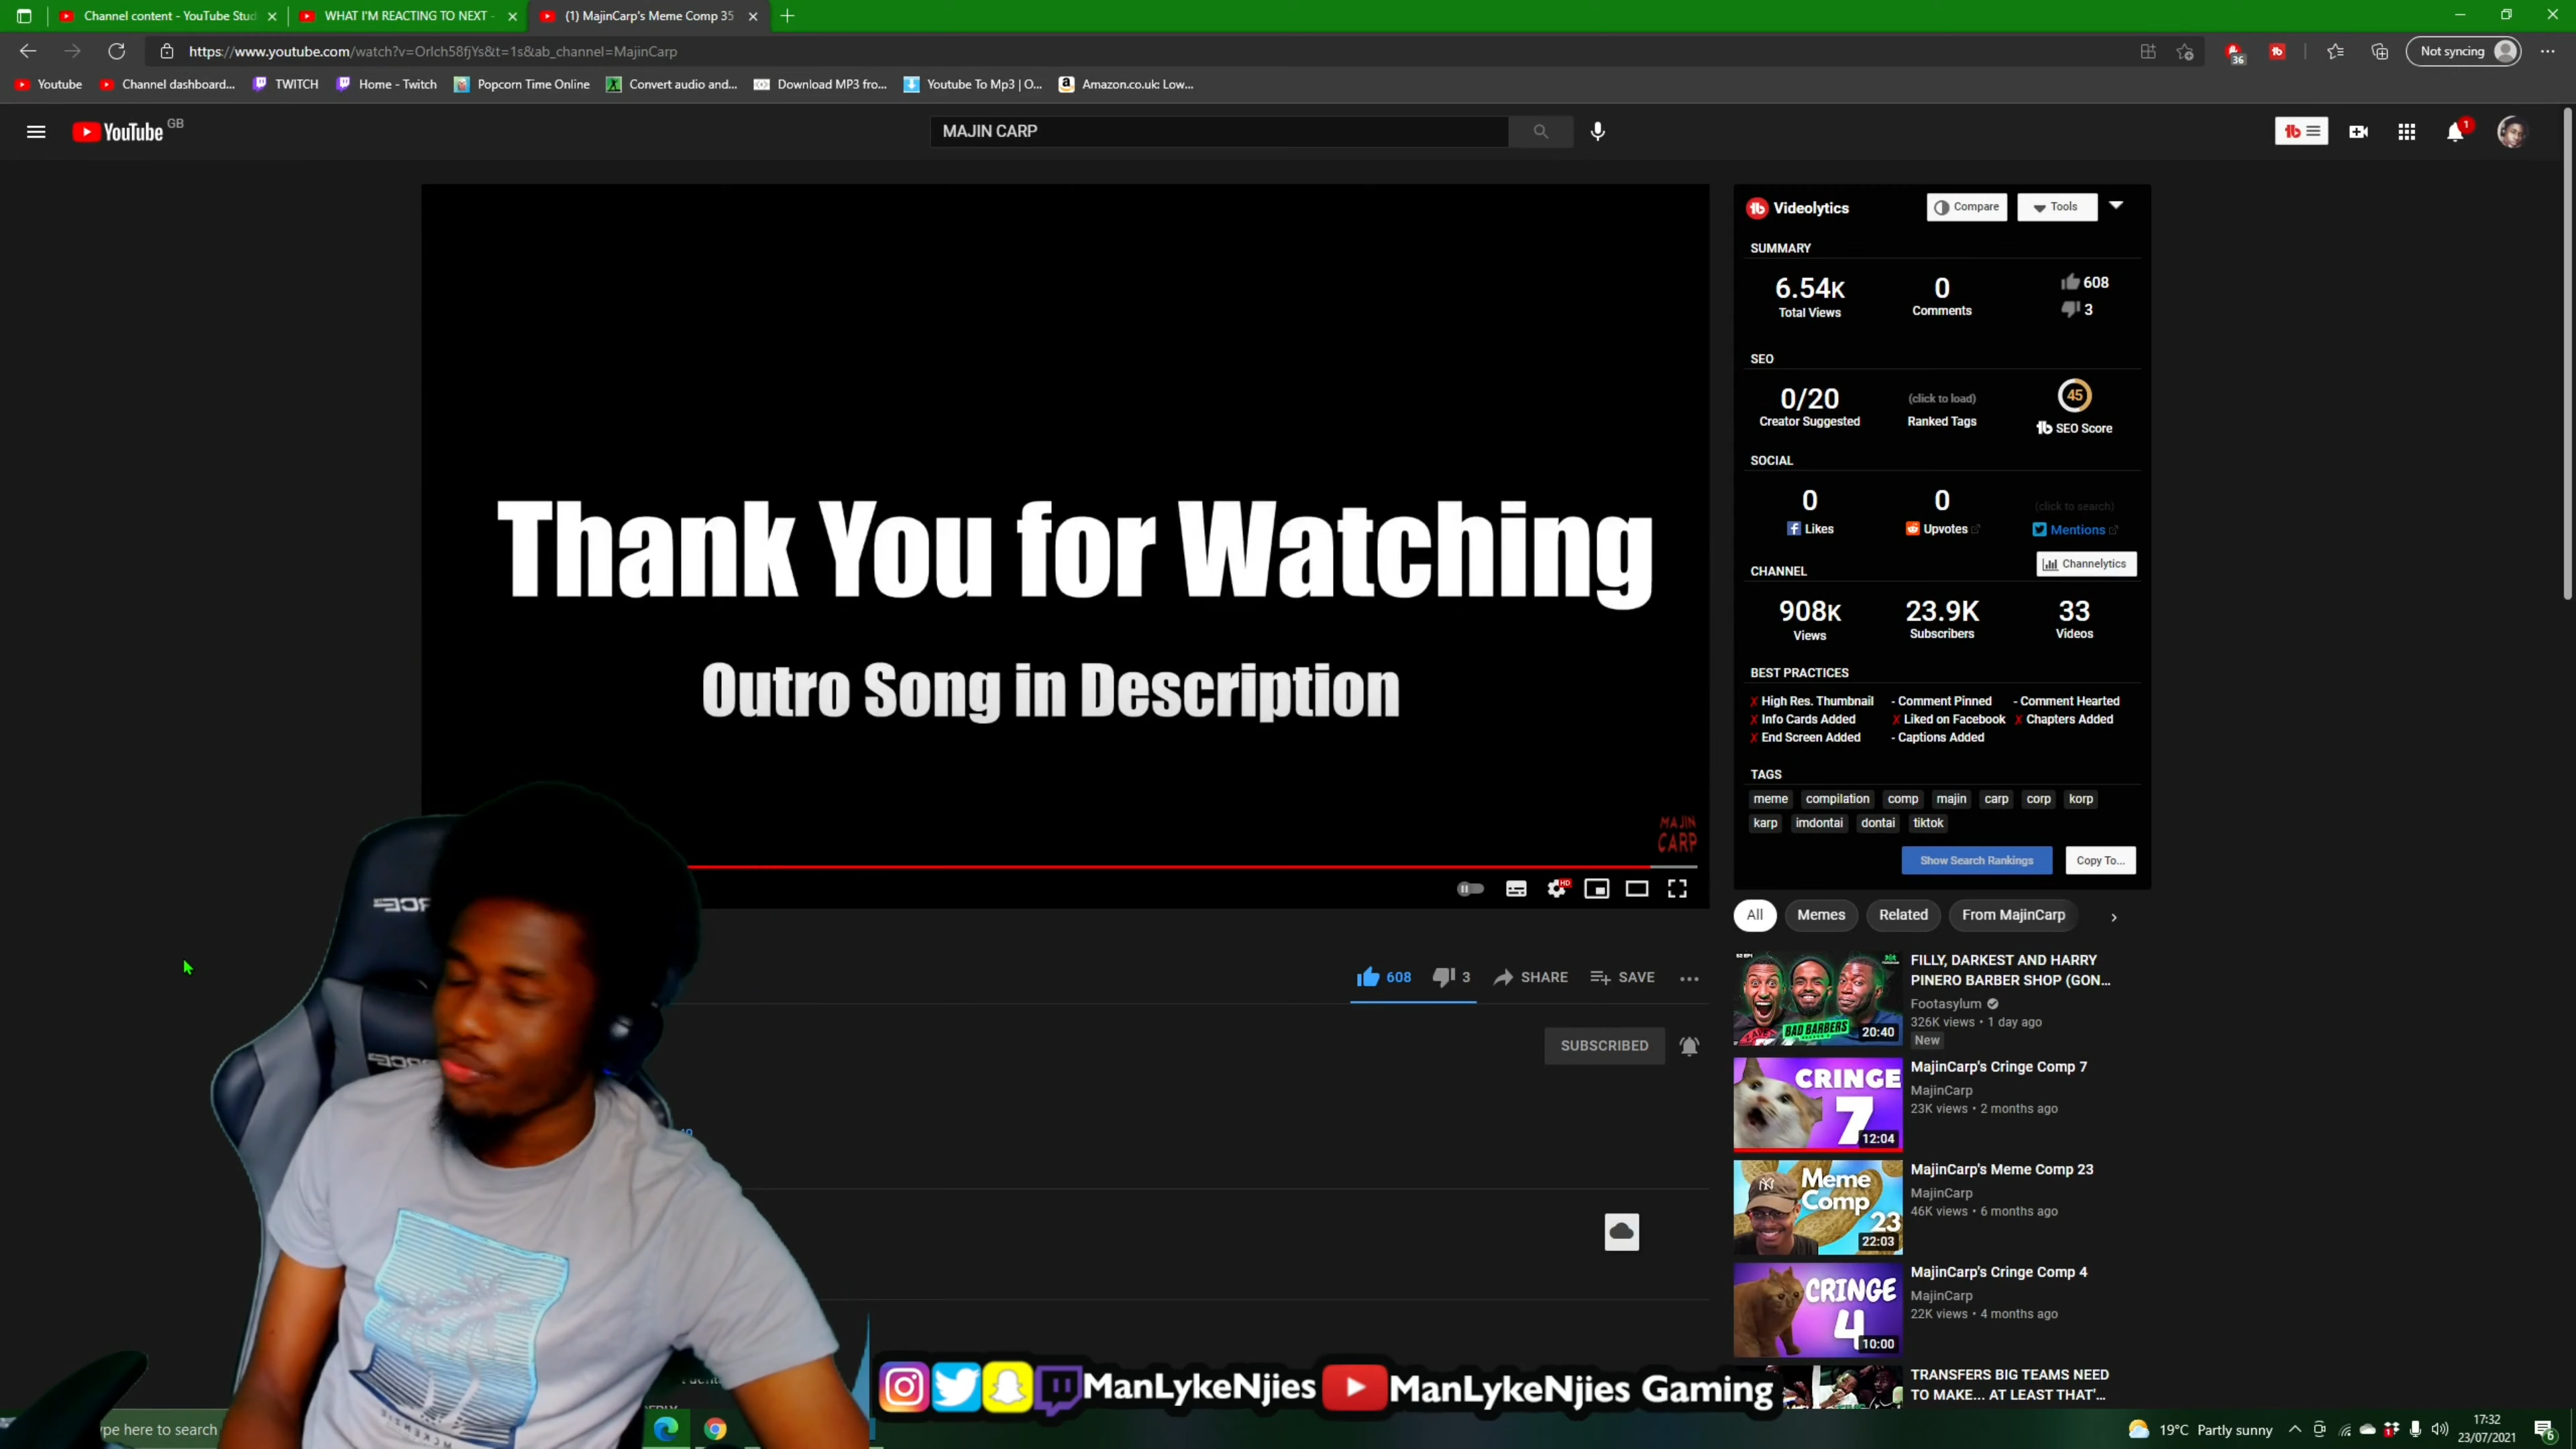 Channel content - YouTube Stud
WHAT I'M REACTING TO NEXT -
(1) MajinCarp's Meme Comp 35
https://www.youtube.com/watch?v=OrIch58fjYs&t=1s&ab_channel=MajinCarp
36
Not syncing
Youtube
Channel dashboard...
TWITCH
Home - Twitch
Popcorn Time Online
Convert audio and...
Download MP3 fro...
Youtube To Mp3 | O...
Amazon.co.uk: Low...
YouTube GB
MAJIN CARP
1
Thank You for Watching
Outro Song in Description
MAJIN
CARP
HD
608
3
SHARE
SAVE
SUBSCRIBED
Videolytics
Compare
Tools
SUMMARY
6.54K
0
608
Total Views
Comments
3
SEO
0/20
(click to load)
45
Creator Suggested
Ranked Tags
SEO Score
SOCIAL
0
0
(click to search)
Likes
Upvotes
Mentions
CHANNEL
Channelytics
908K
23.9K
33
Views
Subscribers
Videos
BEST PRACTICES
X High Res. Thumbnail - Comment Pinned - Comment Hearted
X Info Cards Added X Liked on Facebook X Chapters Added
X End Screen Added - Captions Added
TAGS
meme compilation comp majin carp corp korp
karp imdontai dontai tiktok
Show Search Rankings
Copy To...
All
Memes
Related
From MajinCarp
BAD BARBERS
20:40
FILLY, DARKEST AND HARRY
PINERO BARBER SHOP (GON...
Footasylum
326K views • 1 day ago
New
CRINGE
7
12:04
MajinCarp's Cringe Comp 7
MajinCarp
23K views • 2 months ago
Meme
Comp
23
22:03
MajinCarp's Meme Comp 23
MajinCarp
46K views • 6 months ago
CRINGE
4
10:00
MajinCarp's Cringe Comp 4
MajinCarp
22K views • 4 months ago
TRANSFERS BIG TEAMS NEED
TO MAKE... AT LEAST THAT'...
ManLykeNjies
ManLykeNjies Gaming
ype here to search
19°C Partly sunny
17:32
23/07/2021
6